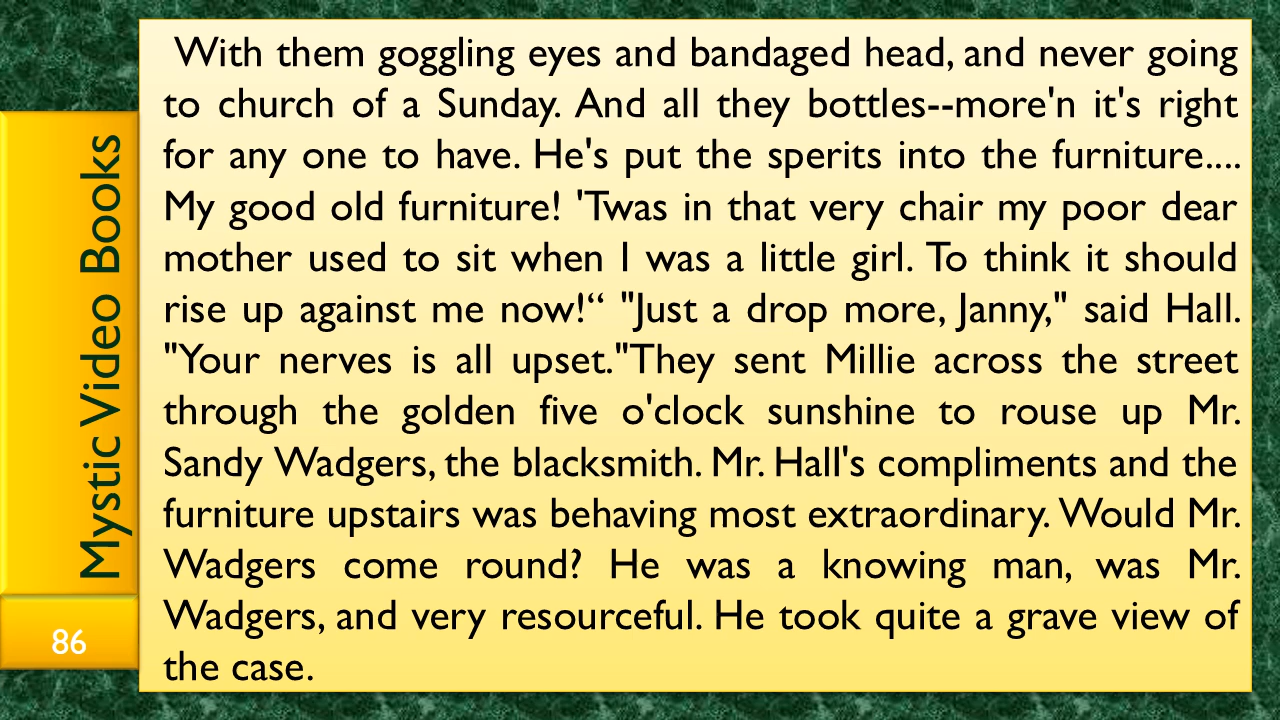 With them goggling eyes and bandaged head, and never going
to church of a Sunday. And all they bottles--more'n it's right
for any one to have. He's put the sperits into the furniture....
My good old furniture! 'Twas in that very chair my poor dear
mother used to sit when I was a little girl. To think it should
rise up against me now!“ "Just a drop more, Janny," said Hall.
"Your nerves is all upset."They sent Millie across the street
through the golden five o'clock sunshine to rouse up Mr.
Sandy Wadgers, the blacksmith. Mr. Hall's compliments and the
furniture upstairs was behaving most extraordinary. Would Mr.
Wadgers come round? He was a knowing man, was Mr.
Wadgers, and very resourceful. He took quite a grave view of
the case.
Mystic Video Books
86